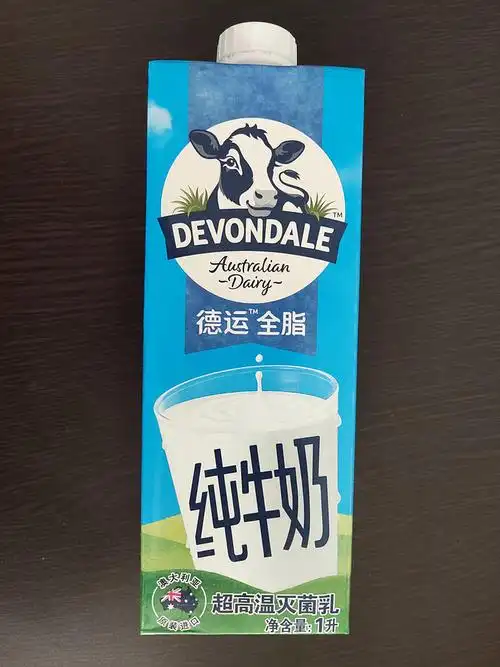 DEVONDALE™
Australian
-Dairy-
德运™全脂
纯牛奶
澳大利亚
原装进口
超高温灭菌乳
净含量: 1升